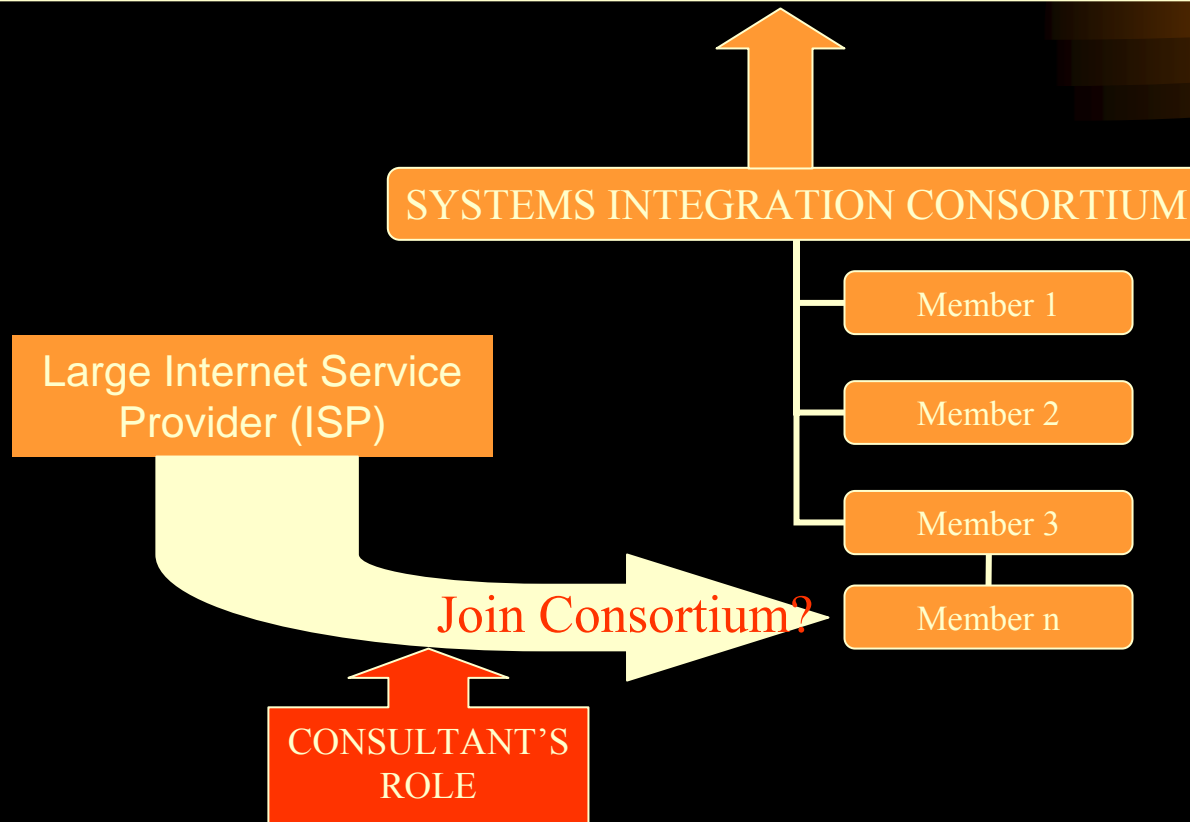 SYSTEMS INTEGRATION CONSORTIUM
Member 1
Large Internet Service
Provider (ISP)
Member 2
Member 3
Join Consortium?
Member n
CONSULTANT’S
ROLE